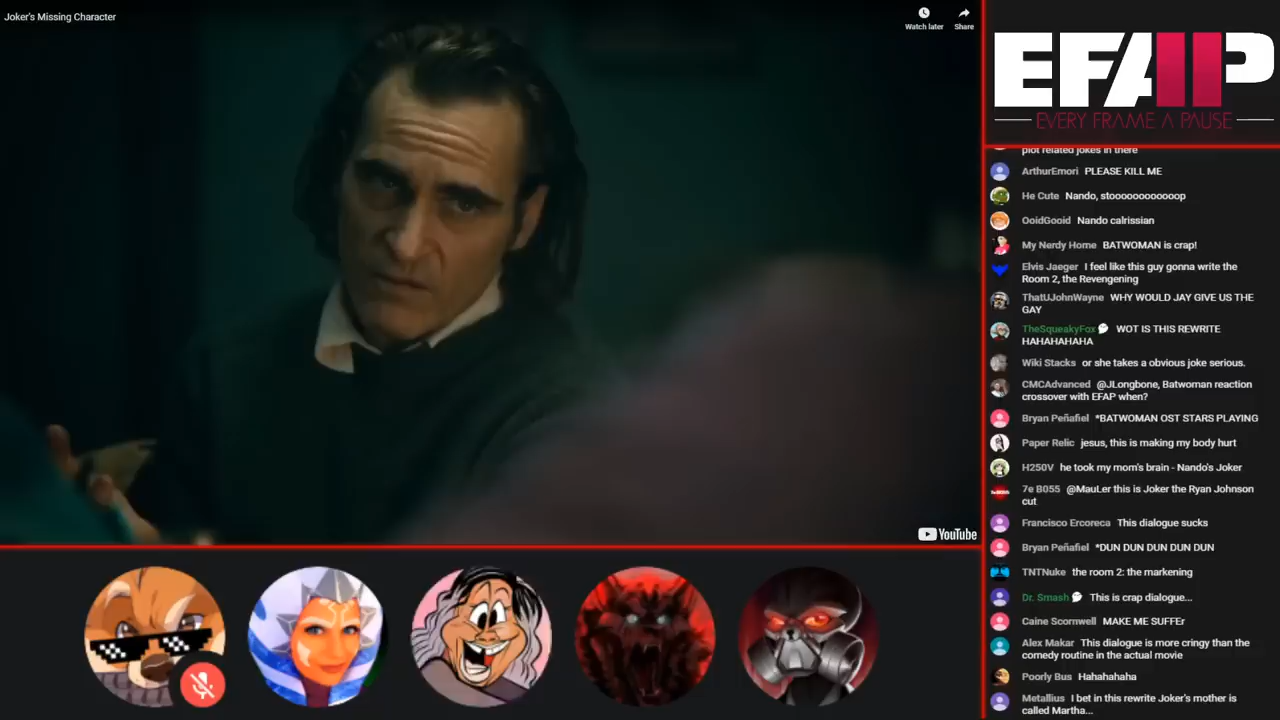 Joker's Missing Character
Watch later
Share
YouTube
EFAP
EVERY FRAME A PAUSE
plot related jokes in there
ArthurEmori PLEASE KILL ME
He Cute Nando, stooooooooooop
OoidGooid Nando calrissian
My Nerdy Home BATWOMAN is crap!
Elvis Jaeger I feel like this guy gonna write the
Room 2, the Revengening
ThatUJohnWayne WHY WOULD JAY GIVE US THE
GAY
TheSqueakyFox WOT IS THIS REWRITE
HAHAHAHAHA
Wiki Stacks or she takes a obvious joke serious.
CMCAdvanced @JLongbone, Batwoman reaction
crossover with EFAP when?
Bryan Peñafiel *BATWOMAN OST STARS PLAYING
Paper Relic jesus, this is making my body hurt
H250V he took my mom's brain - Nando's Joker
7e B055 @MauLer this is Joker the Ryan Johnson
cut
Francisco Ercoreca This dialogue sucks
Bryan Peñafiel *DUN DUN DUN DUN DUN
TNTNuke the room 2: the markening
Dr. Smash This is crap dialogue...
Caine Scornwell MAKE ME SUFFEr
Alex Makar This dialogue is more cringy than the
comedy routine in the actual movie
Poorly Bus Hahahahaha
Metallius I bet in this rewrite Joker's mother is
called Martha...